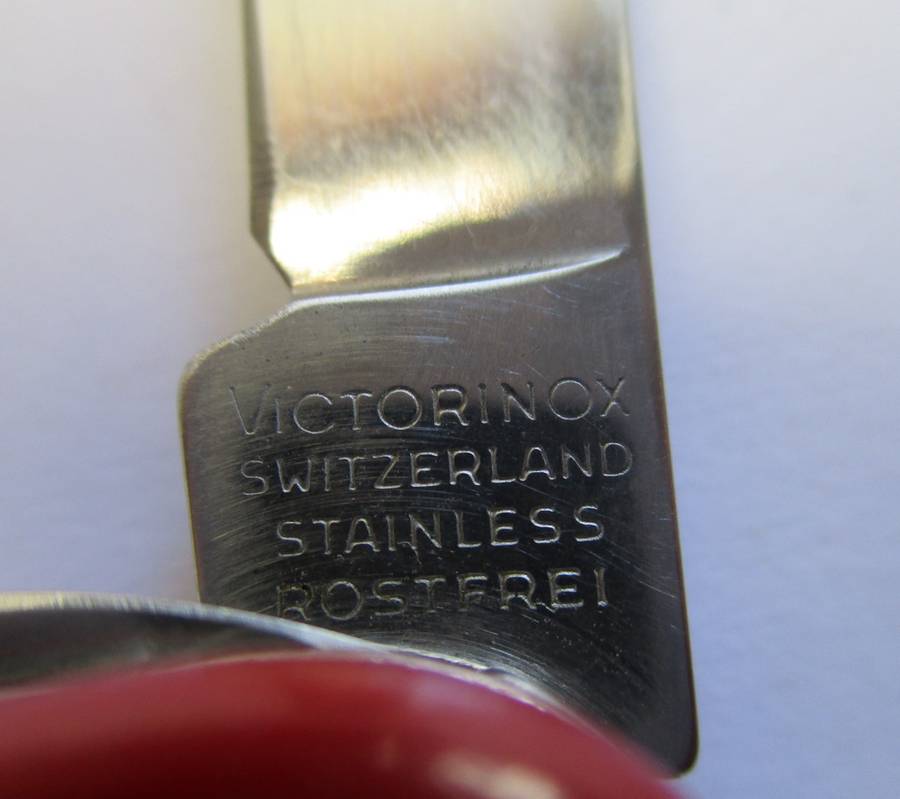 VICTORINOX
SWITZERLAND
STAINLESS
ROSTFREI